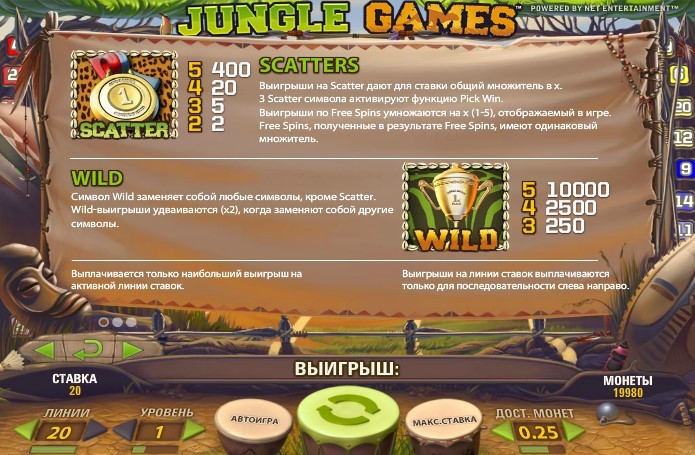 JUNGLE GAMES™
POWERED BY NET ENTERTAINMENT™
SCATTER
5 400
4 20
3 5
2 2
SCATTERS
Выигрыши на Scatter дают для ставки общий множитель в x.
3 Scatter символа активируют функцию Pick Win.
Выигрыши по Free Spins умножаются на x (1-5), отображаемый в игре.
Free Spins, полученные в результате Free Spins, имеют одинаковый
множитель.
WILD
Символ Wild заменяет собой любые символы, кроме Scatter.
Wild-выигрыши удваиваются (x2), когда заменяют собой другие
символы.
WILD
5 10000
4 2500
3 250
Выплачивается только наибольший выигрыш на
активной линии ставок.
Выигрыши на линии ставок выплачиваются
только для последовательности слева направо.
20
12
9
14
ВЫИГРЫШ:
СТАВКА
20
МОНЕТЫ
19980
ЛИНИИ
20
УРОВЕНЬ
1
АВТОИГРА
МАКС.СТАВКА
ДОСТ. МОНЕТ
0.25